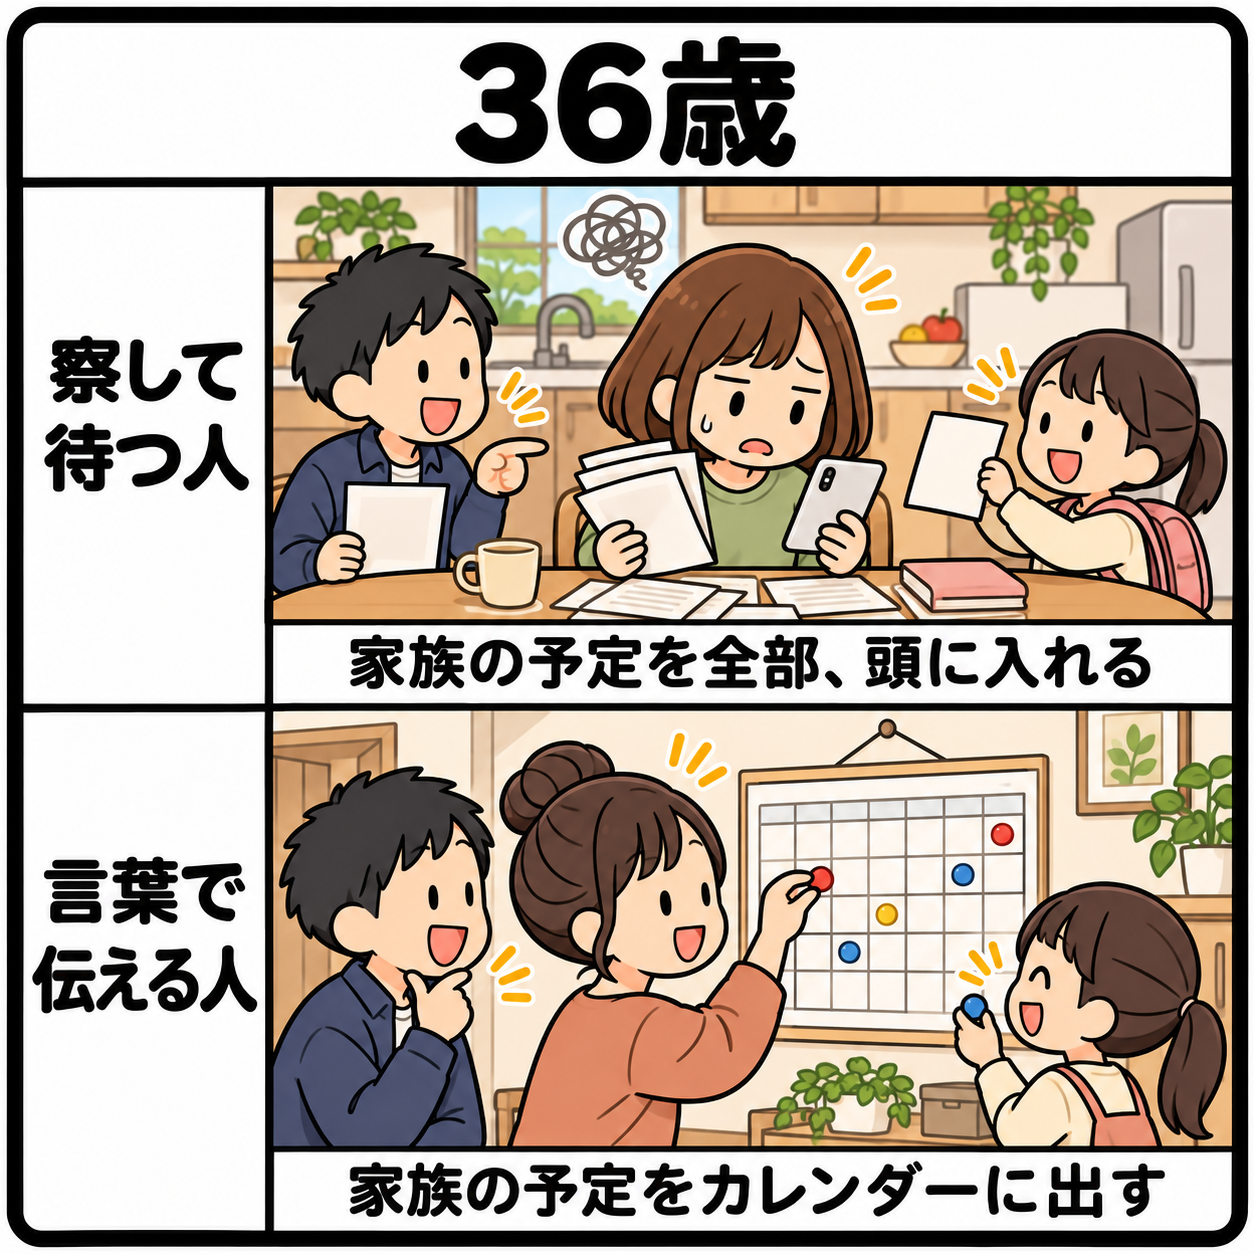 36歳
察して
待つ人
家族の予定を全部、頭に入れる
言葉で
伝える人
家族の予定をカレンダーに出す